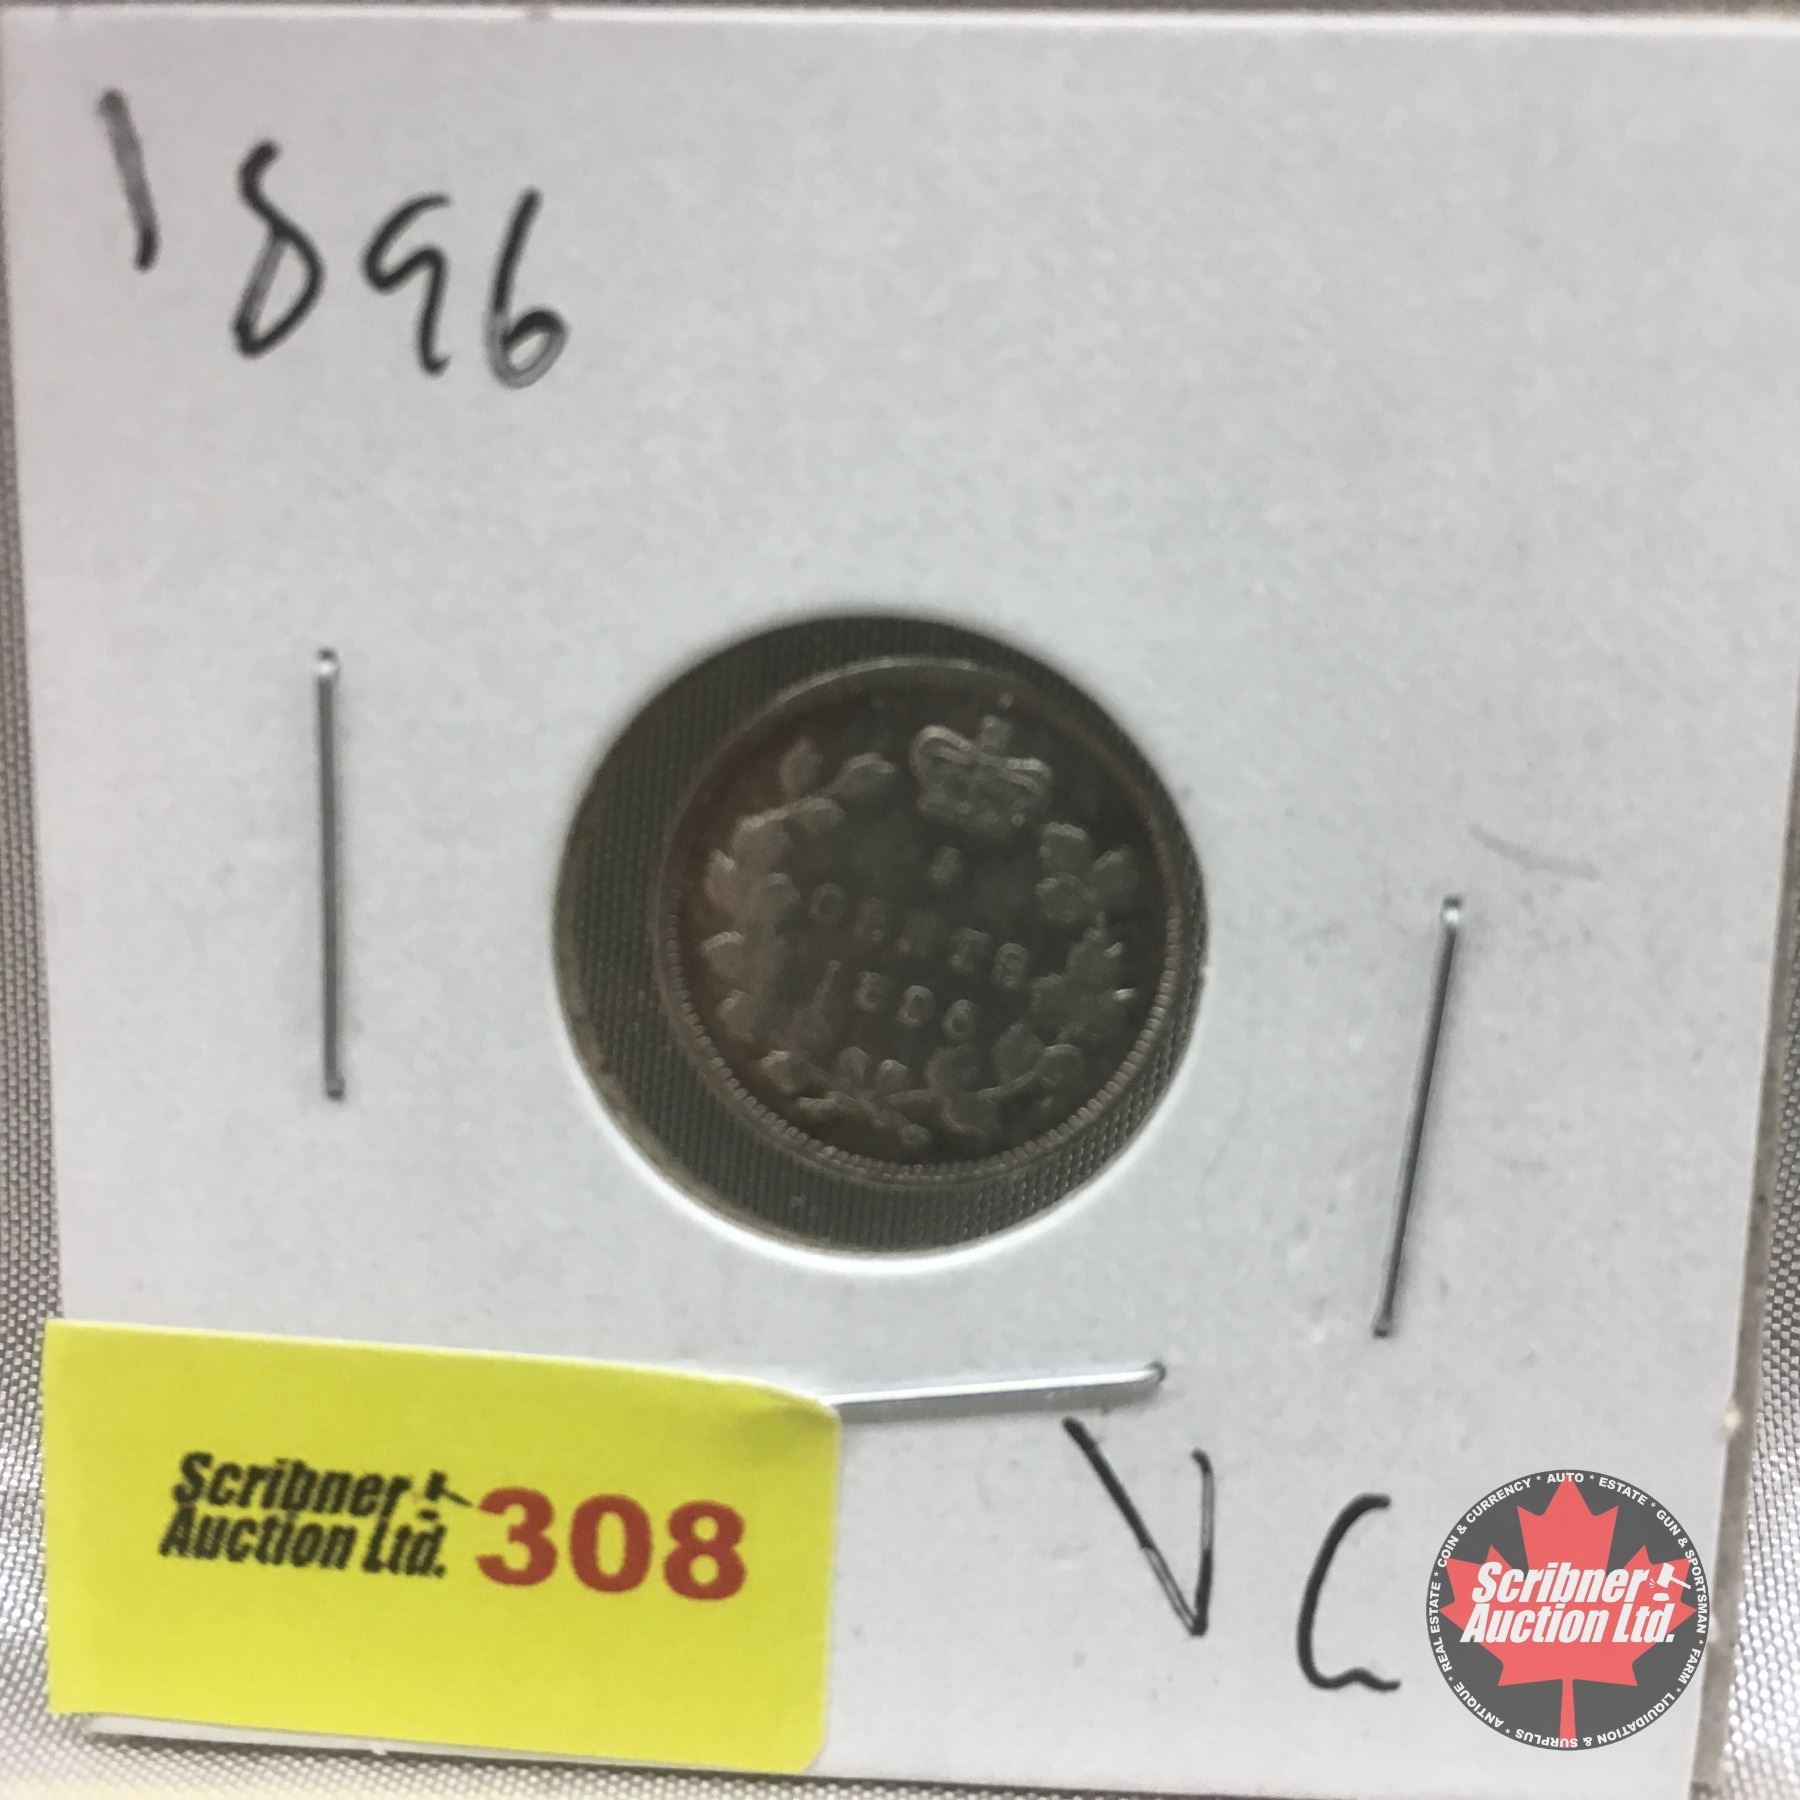 1896
5
CENTS
1896
Scribner
Auction Ltd.
308
VG
* COIN & CURRENCY * AUTO * ESTATE * GUN & SPORTSMAN * FARM * LIQUIDATION & SURPLUS * ANTIQUE * REAL ESTATE
Scribner
Auction Ltd.